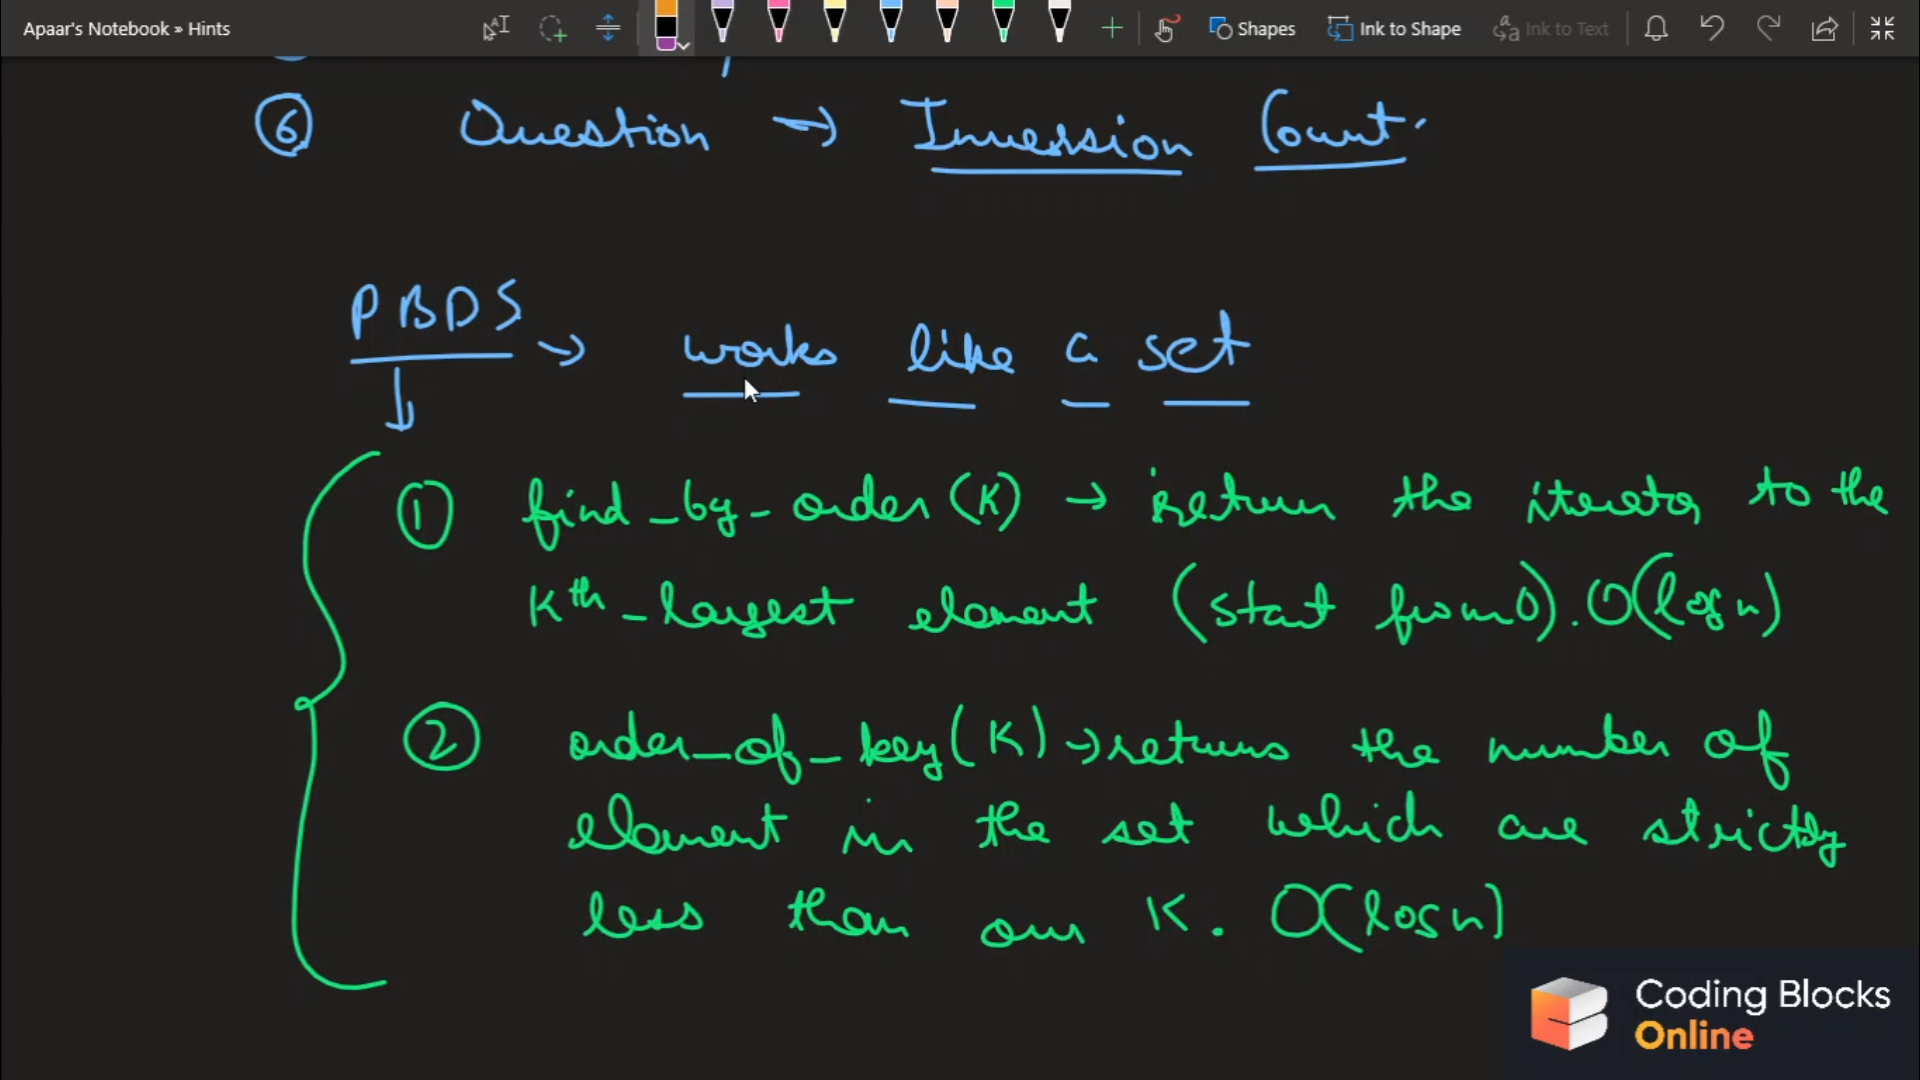 Apaar's Notebook » Hints
Shapes
Ink to Shape
Ink to Text
6 Question → Inversion Count.
PBDS → works like a set
1 find_by_order(K) → return the iterator to the
Kth-largest element (start from 0). O(log n)
2 order_of_key(K) → returns the number of
element in the set which are strictly
less than our K. O(log n)
Coding Blocks
Online